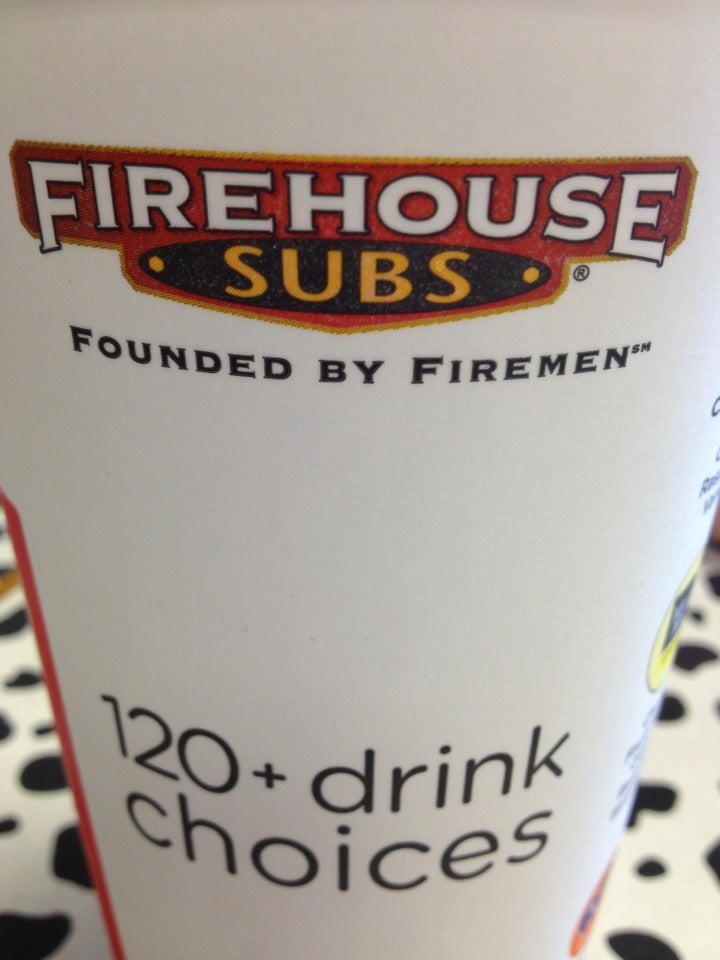 FIREHOUSE
SUBS ®
FOUNDED BY FIREMEN℠
120+ drink
choices